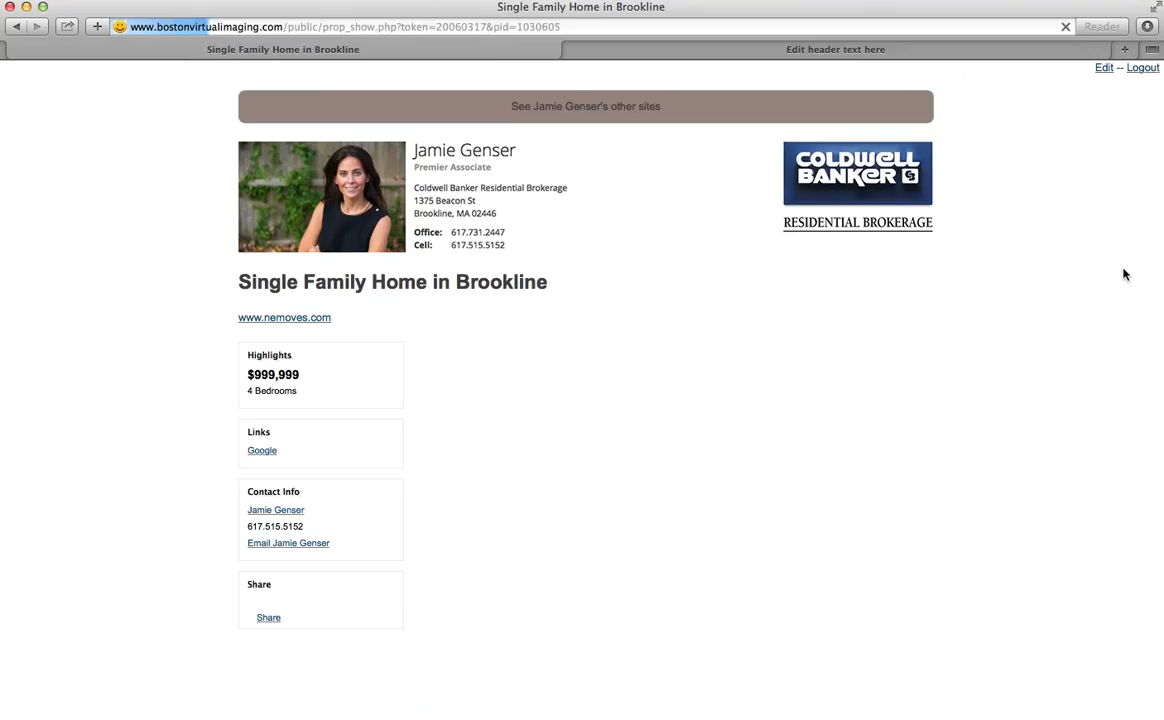 Single Family Home in Brookline
www.bostonvirtualimaging.com/public/prop_show.php?token=20060317&pid=1030605
Reader
Single Family Home in Brookline
Edit header text here
Edit -- Logout
See Jamie Genser's other sites
Jamie Genser
Premier Associate
Coldwell Banker Residential Brokerage
1375 Beacon St
Brookline, MA 02446
Office: 617.731.2447
Cell: 617.515.5152
COLDWELL
BANKER
RESIDENTIAL BROKERAGE
Single Family Home in Brookline
www.nemoves.com
Highlights
$999,999
4 Bedrooms
Links
Google
Contact Info
Jamie Genser
617.515.5152
Email Jamie Genser
Share
Share